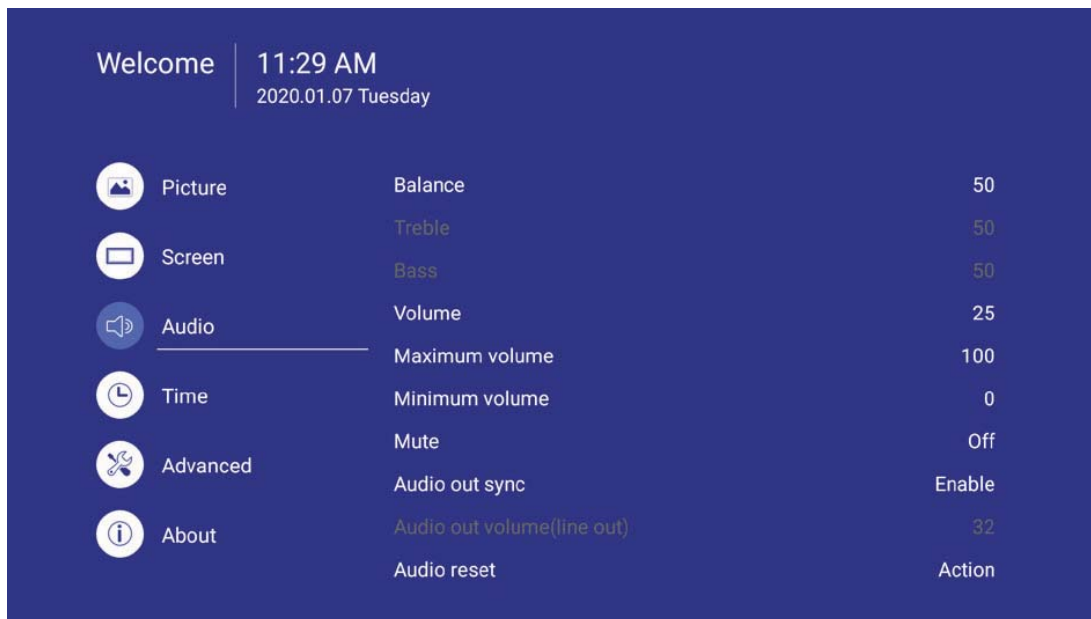 Welcome
11:29 AM
2020.01.07 Tuesday
Picture
Screen
Audio
Time
Advanced
About
Balance 50
Treble 50
Bass 50
Volume 25
Maximum volume 100
Minimum volume 0
Mute Off
Audio out sync Enable
Audio out volume(line out) 32
Audio reset Action